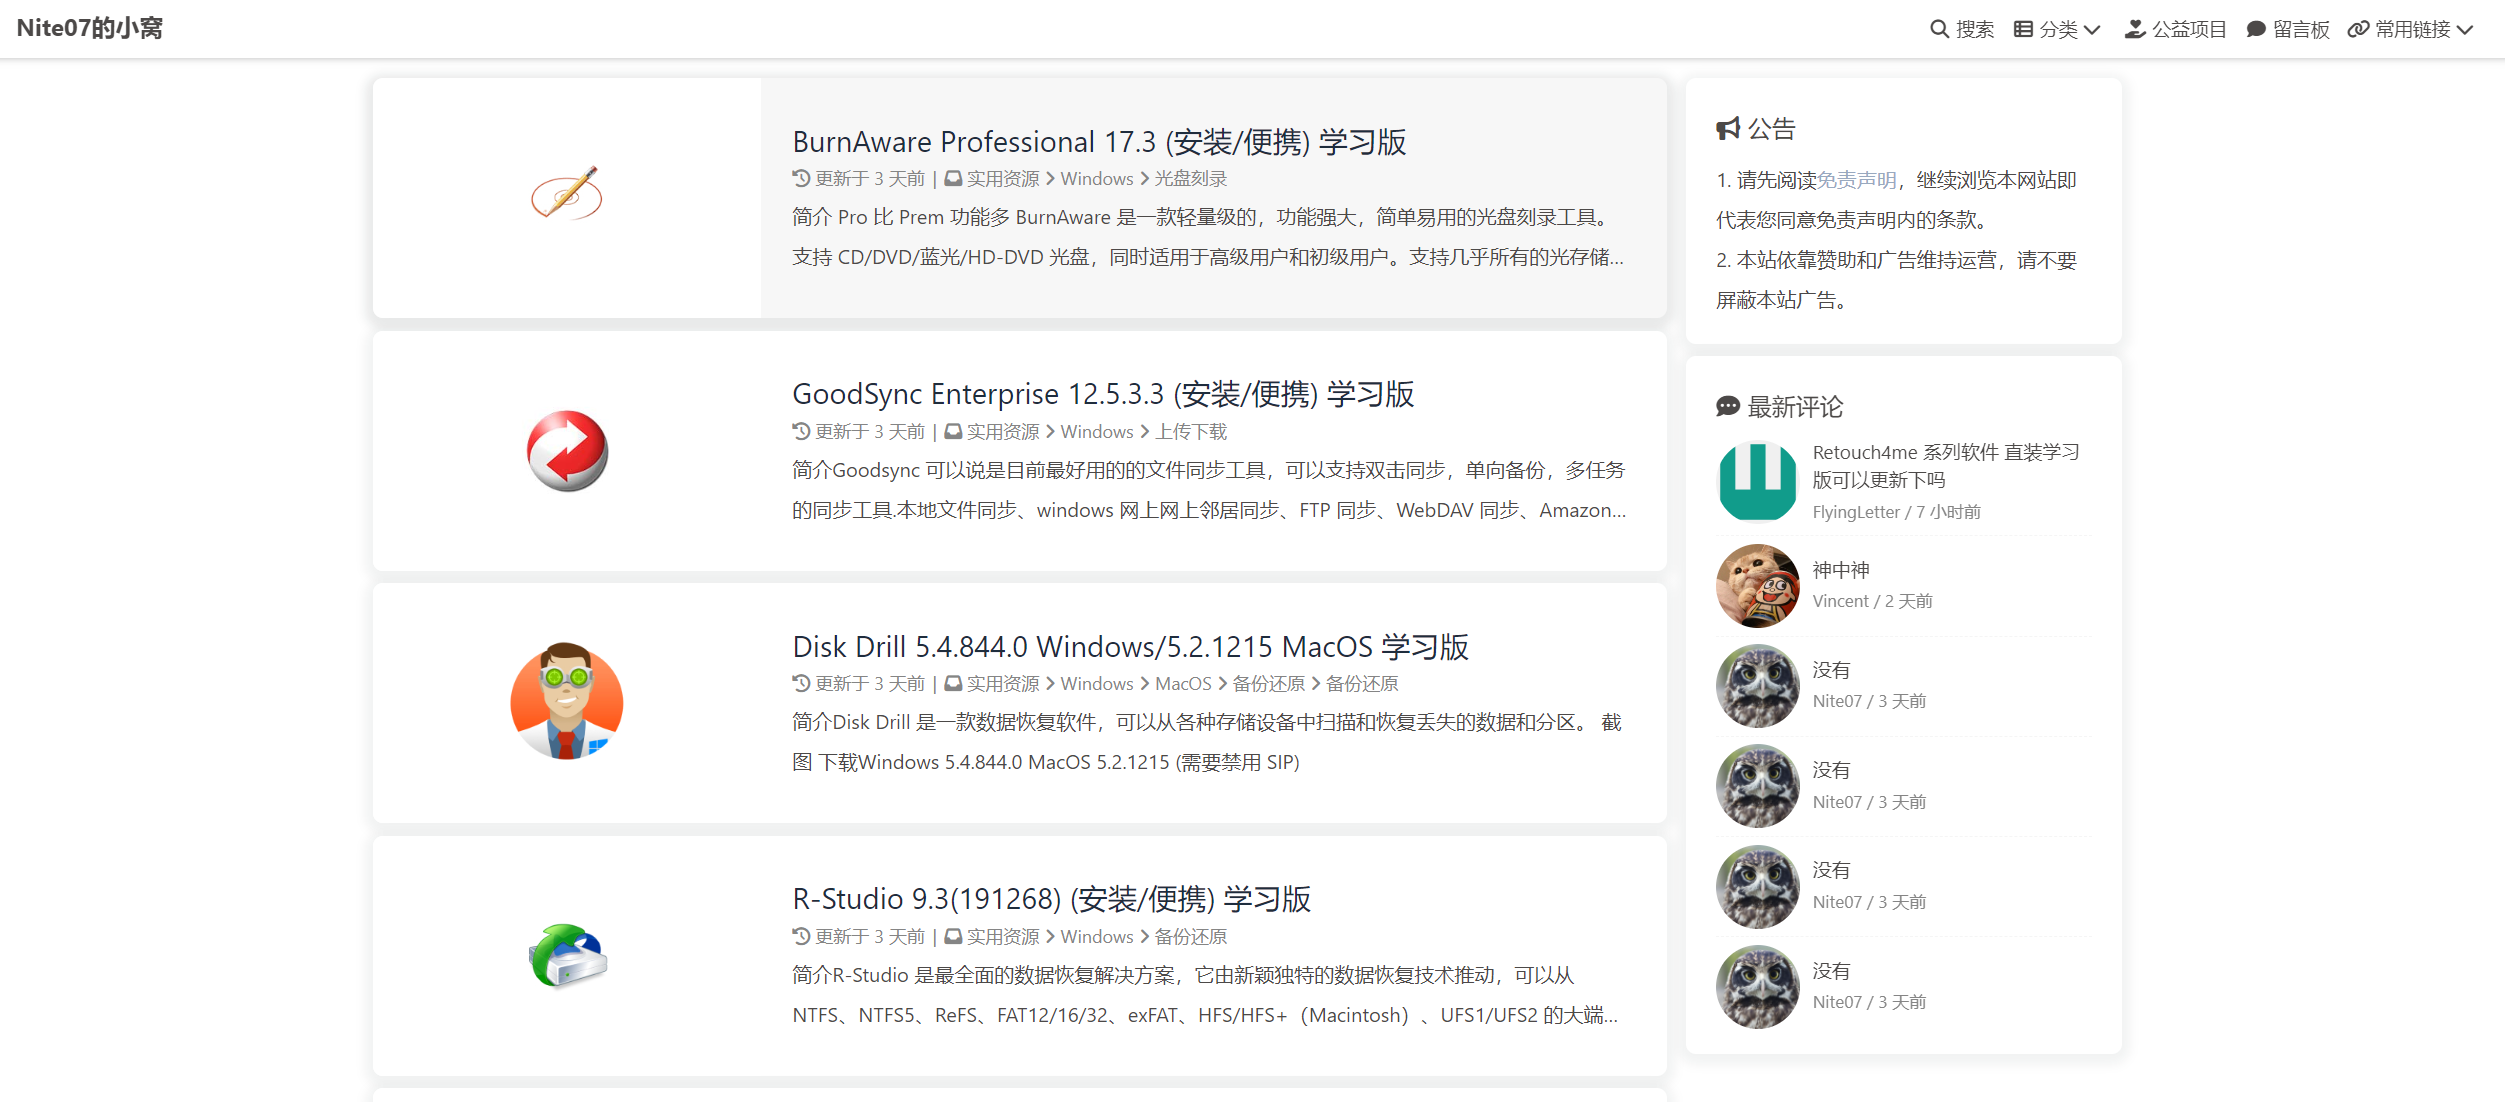 Nite07的小窝
搜索 分类 公益项目 留言板 常用链接
BurnAware Professional 17.3 (安装/便携) 学习版
更新于 3 天前 | 实用资源 Windows 光盘刻录
简介 Pro 比 Prem 功能多 BurnAware 是一款轻量级的，功能强大，简单易用的光盘刻录工具。
支持 CD/DVD/蓝光/HD-DVD 光盘，同时适用于高级用户和初级用户。支持几乎所有的光存储...
GoodSync Enterprise 12.5.3.3 (安装/便携) 学习版
更新于 3 天前 | 实用资源 Windows 上传下载
简介Goodsync 可以说是目前最好用的的文件同步工具，可以支持双击同步，单向备份，多任务
的同步工具.本地文件同步、windows 网上网上邻居同步、FTP 同步、WebDAV 同步、Amazon...
Disk Drill 5.4.844.0 Windows/5.2.1215 MacOS 学习版
更新于 3 天前 | 实用资源 Windows MacOS 备份还原 备份还原
简介Disk Drill 是一款数据恢复软件，可以从各种存储设备中扫描和恢复丢失的数据和分区。 截
图 下载Windows 5.4.844.0 MacOS 5.2.1215 (需要禁用 SIP)
R-Studio 9.3(191268) (安装/便携) 学习版
更新于 3 天前 | 实用资源 Windows 备份还原
简介R-Studio 是最全面的数据恢复解决方案，它由新颖独特的数据恢复技术推动，可以从
NTFS、NTFS5、ReFS、FAT12/16/32、exFAT、HFS/HFS+（Macintosh）、UFS1/UFS2 的大端...
公告
1. 请先阅读免责声明，继续浏览本网站即
代表您同意免责声明内的条款。
2. 本站依靠赞助和广告维持运营，请不要
屏蔽本站广告。
最新评论
Retouch4me 系列软件 直装学习
版可以更新下吗
FlyingLetter / 7 小时前
神中神
Vincent / 2 天前
没有
Nite07 / 3 天前
没有
Nite07 / 3 天前
没有
Nite07 / 3 天前
没有
Nite07 / 3 天前